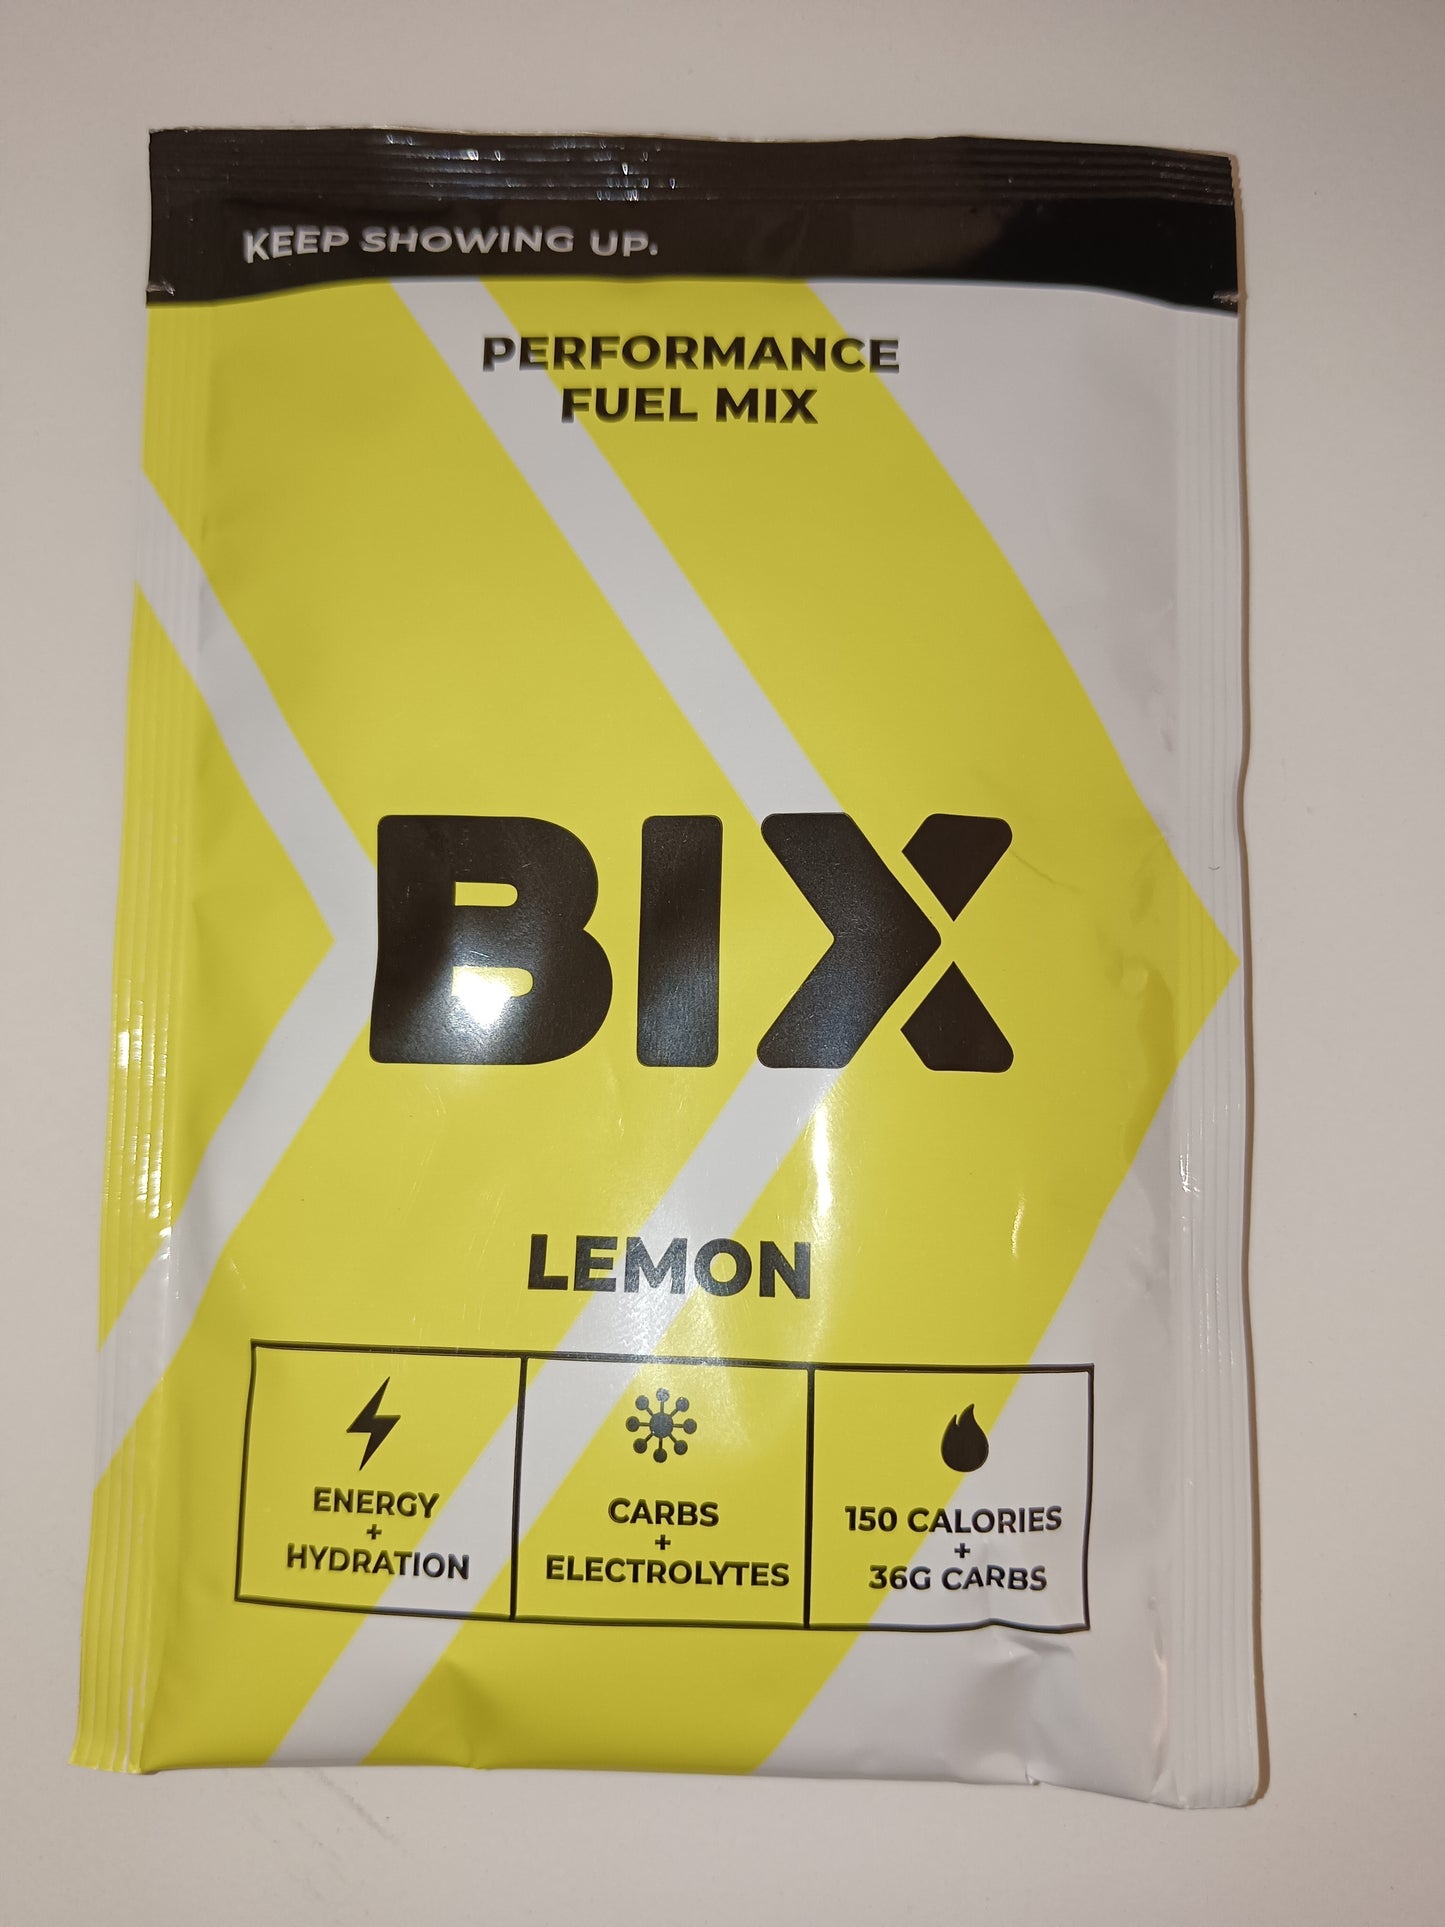 KEEP SHOWING UP.
PERFORMANCE
FUEL MIX
BIX
LEMON
ENERGY
+
HYDRATION
CARBS
+
ELECTROLYTES
150 CALORIES
+
36G CARBS